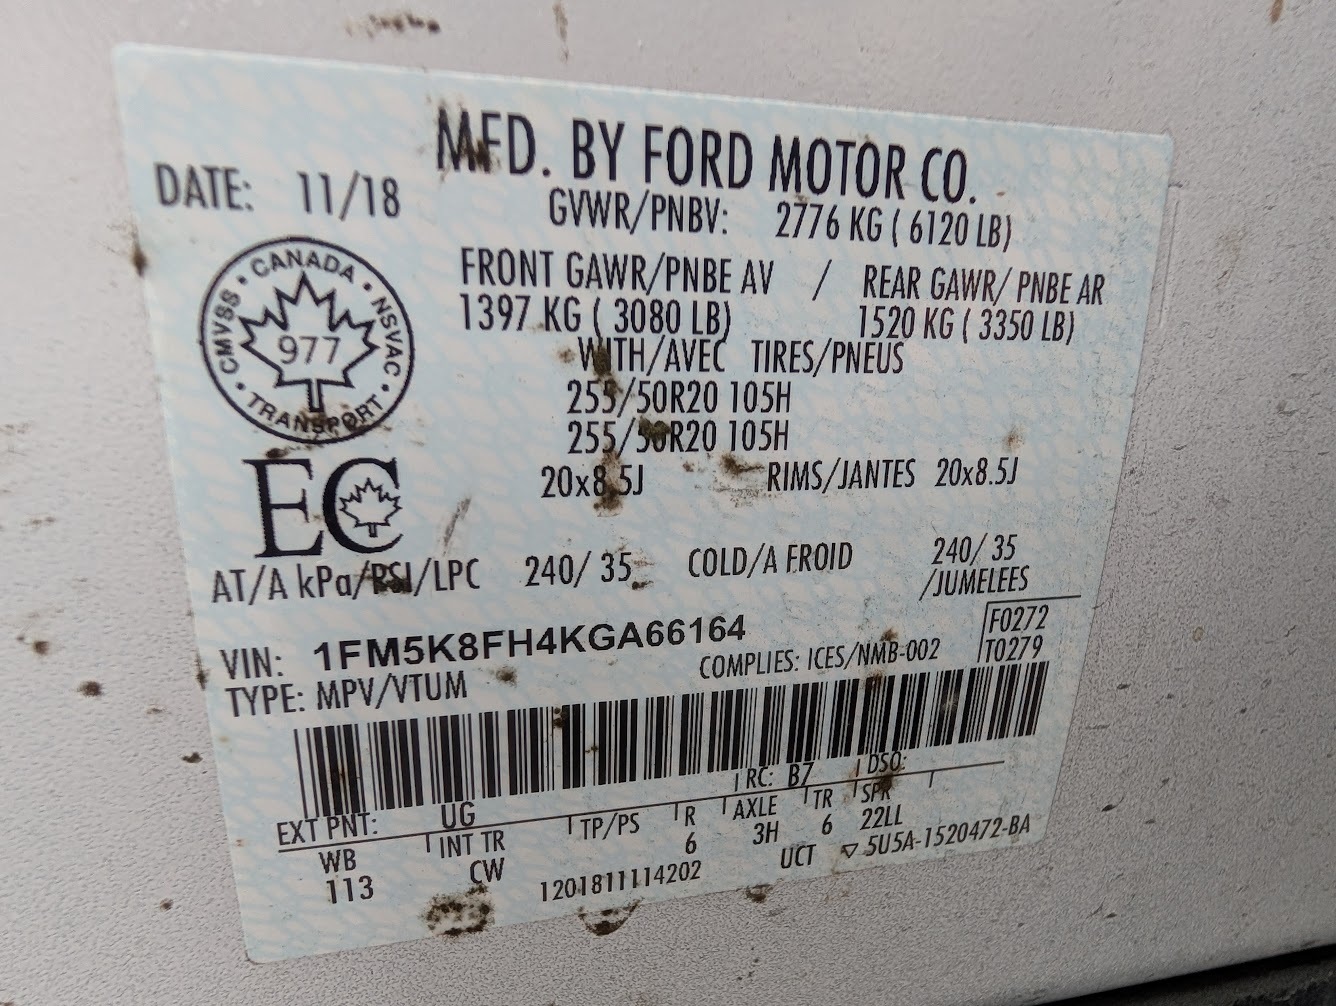 MFD. BY FORD MOTOR CO.
DATE: 11/18
GVWR/PNBV: 2776 KG ( 6120 LB)
FRONT GAWR/PNBE AV / REAR GAWR/ PNBE AR
1397 KG ( 3080 LB) 1520 KG ( 3350 LB)
WITH/AVEC TIRES/PNEUS
255/50R20 105H
255/50R20 105H
20x8.5J RIMS/JANTES 20x8.5J
CANADA
CMVSS • NSVAC
977
TRANSPORT
EC
AT/A kPa/PSI/LPC 240/ 35 COLD/A FROID 240/ 35
/JUMELEES
VIN: 1FM5K8FH4KGA66164
F0272
TYPE: MPV/VTUM COMPLIES: ICES/NMB-002 T0279
EXT PNT: UG RC: B7 DSO:
WB INT TR TP/PS R AXLE TR SPR
113 CW 6 3H 6 22LL
1201811114202 UCT ▽ 5U5A-1520472-BA